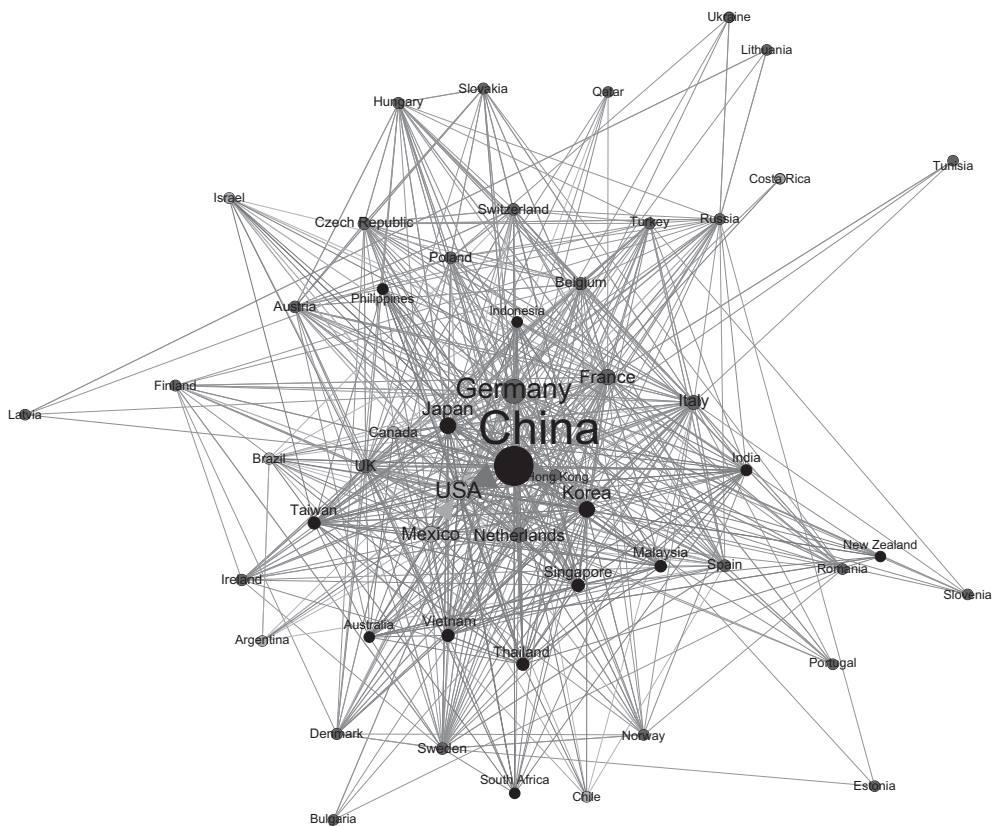 Ukraine
Lithuania
Slovakia
Qatar
Hungary
Tunisia
Costa Rica
Israel
Switzerland
Czech Republic
Turkey
Russia
Poland
Belgium
Philippines
Austria
Indonesia
France
Germany
Finland
Italy
Japan
Latvia
China
Canada
Brazil
UK
India
Hong Kong
USA
Korea
Taiwan
Mexico
Netherlands
New Zealand
Malaysia
Spain
Romania
Singapore
Ireland
Slovenia
Australia
Vietnam
Argentina
Thailand
Portugal
Denmark
Norway
Sweden
South Africa
Estonia
Chile
Bulgaria